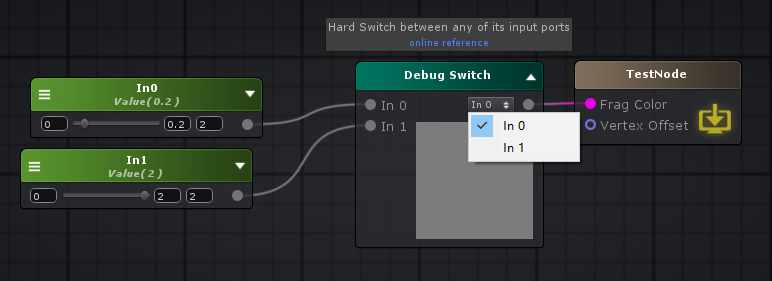 Hard Switch between any of its input ports
online reference
In0
Value(0.2)
0 0.2 2
In1
Value(2)
0 2 2
Debug Switch
In 0
In 1
In 0
In 0
In 1
TestNode
Frag Color
Vertex Offset